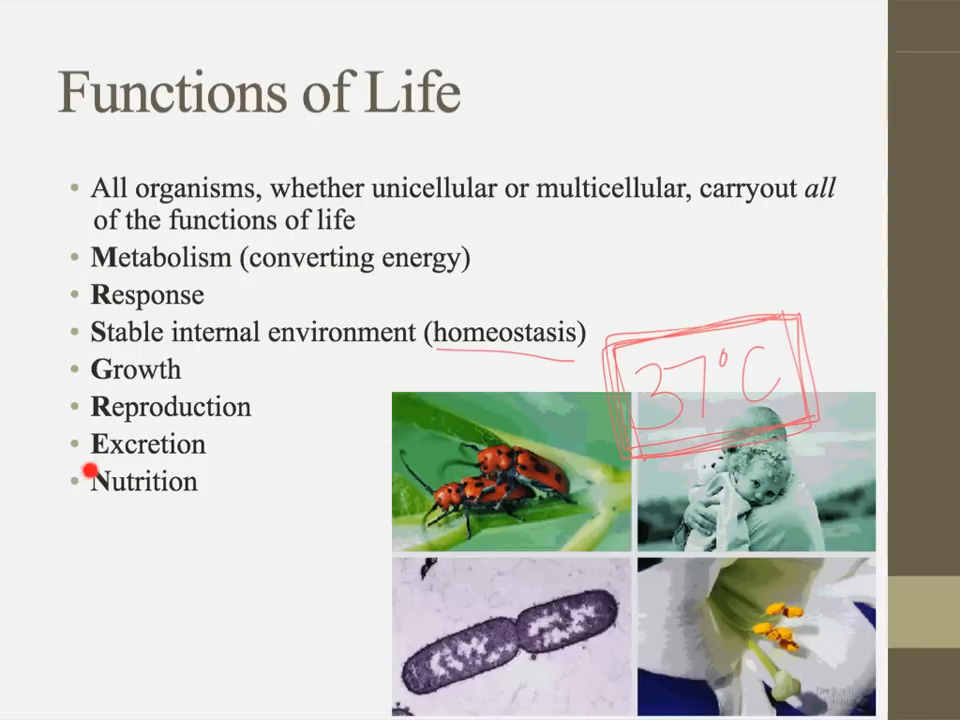 Functions of Life
All organisms, whether unicellular or multicellular, carryout all
of the functions of life
Metabolism (converting energy)
Response
Stable internal environment (homeostasis)
37°C
Growth
Reproduction
Excretion
Nutrition